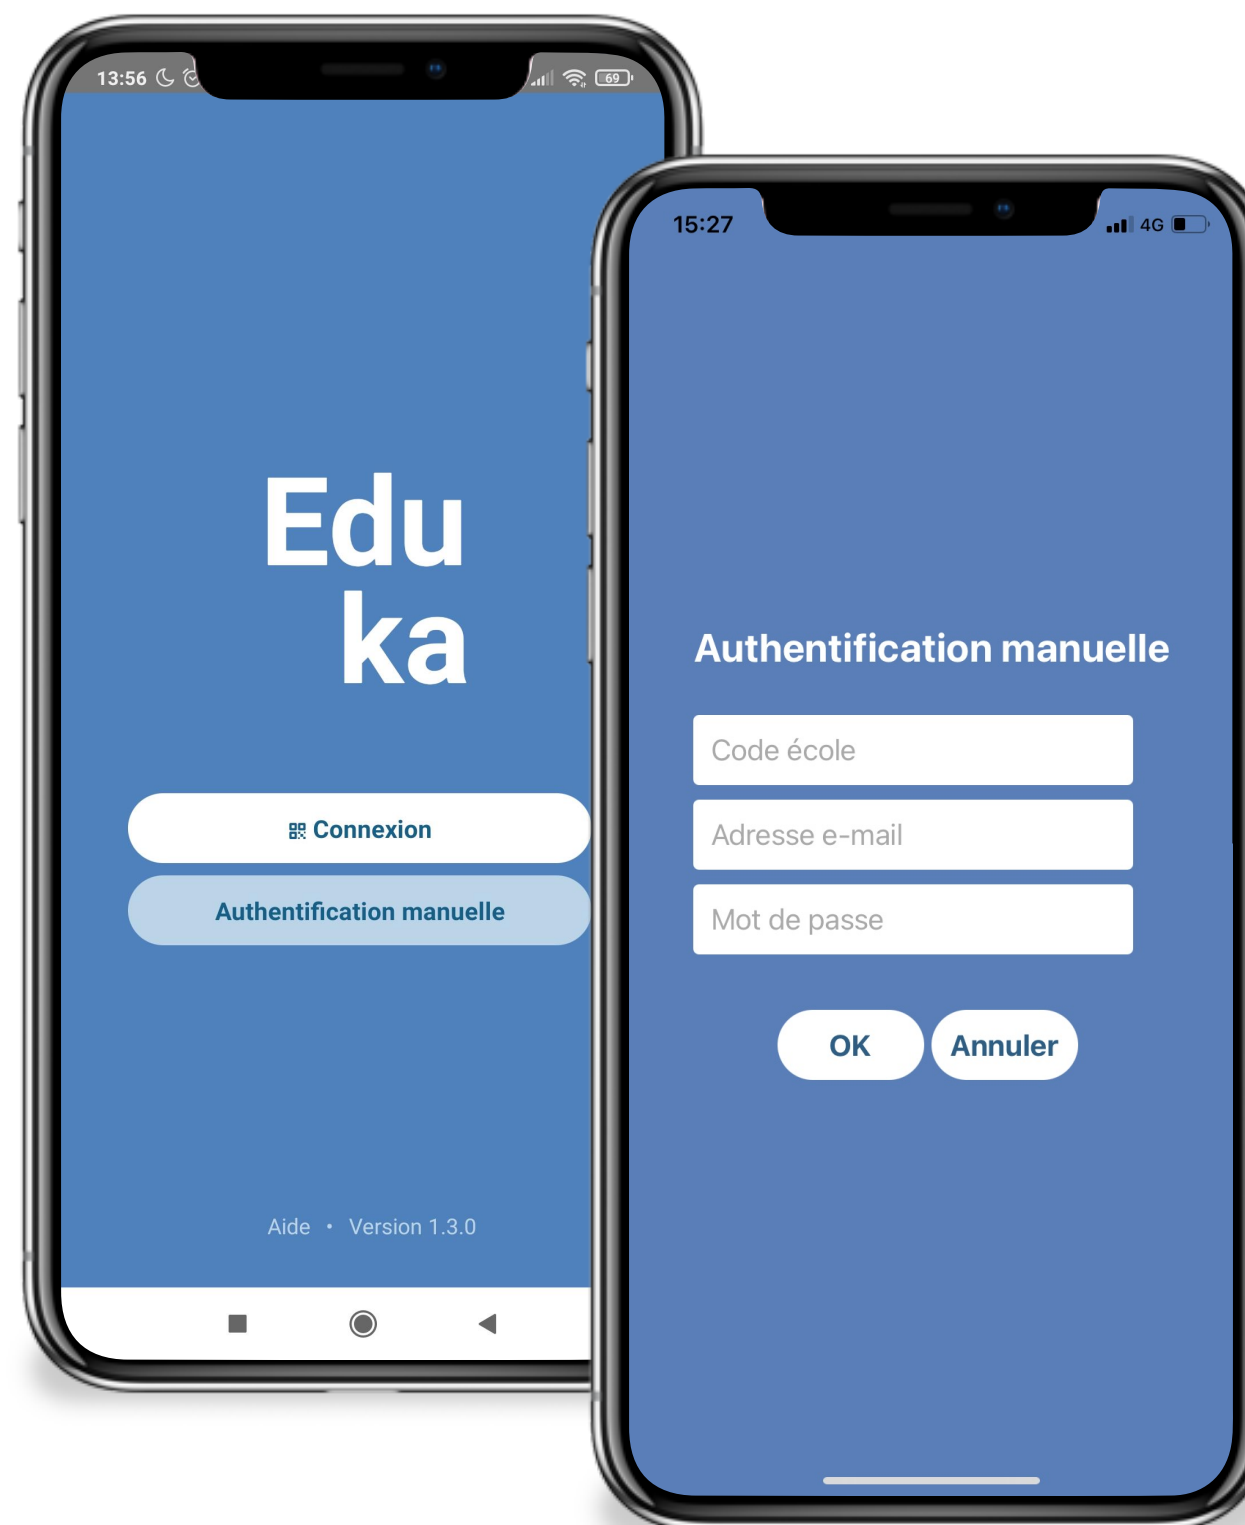 13:56
69
Edu
ka
Connexion
Authentification manuelle
Aide • Version 1.3.0
15:27
4G
Authentification manuelle
Code école
Adresse e-mail
Mot de passe
OK
Annuler